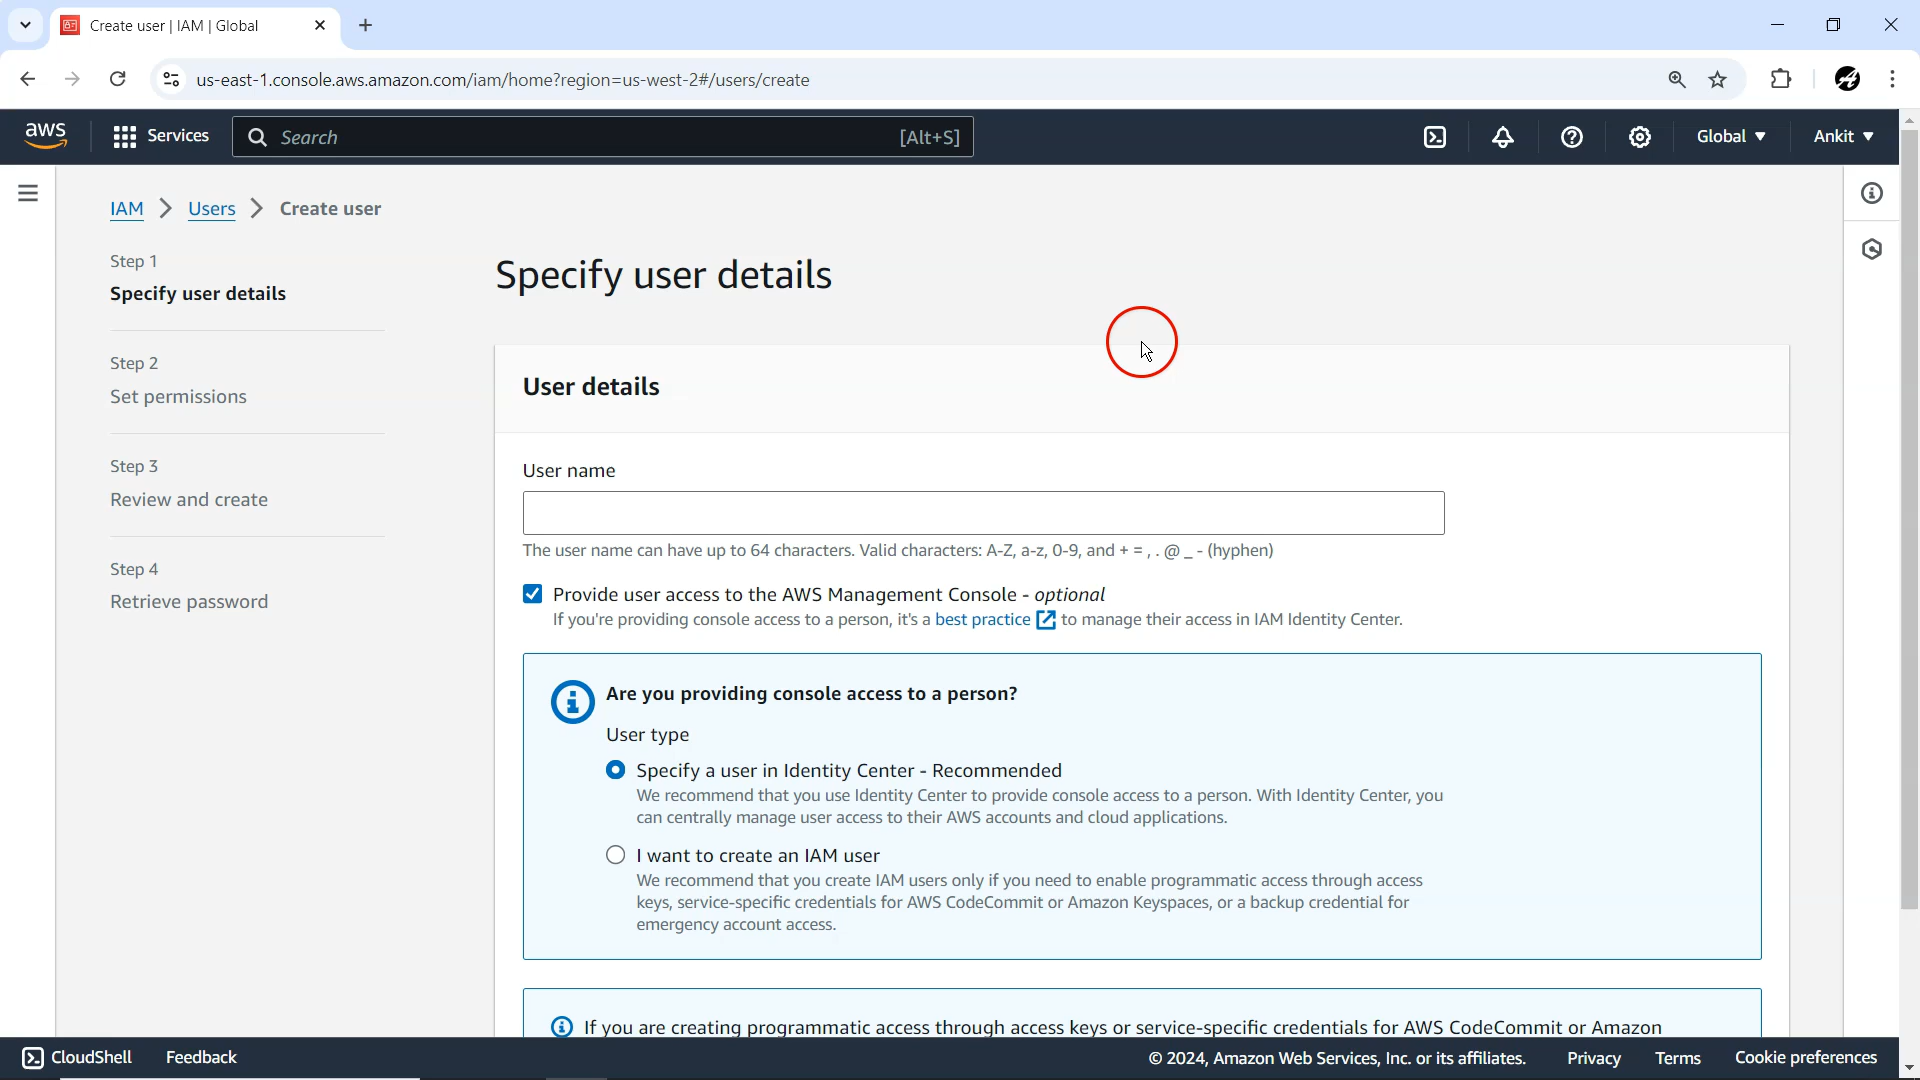 Create user | IAM | Global
us-east-1.console.aws.amazon.com/iam/home?region=us-west-2#/users/create
aws
Services
Search
[Alt+S]
Global
Ankit
IAM > Users > Create user
Step 1
Specify user details
Step 2
Set permissions
Step 3
Review and create
Step 4
Retrieve password
Specify user details
User details
User name
The user name can have up to 64 characters. Valid characters: A-Z, a-z, 0-9, and + = , . @ _ - (hyphen)
Provide user access to the AWS Management Console - optional
If you're providing console access to a person, it's a best practice to manage their access in IAM Identity Center.
Are you providing console access to a person?
User type
Specify a user in Identity Center - Recommended
We recommend that you use Identity Center to provide console access to a person. With Identity Center, you
can centrally manage user access to their AWS accounts and cloud applications.
I want to create an IAM user
We recommend that you create IAM users only if you need to enable programmatic access through access
keys, service-specific credentials for AWS CodeCommit or Amazon Keyspaces, or a backup credential for
emergency account access.
If you are creating programmatic access through access keys or service-specific credentials for AWS CodeCommit or Amazon
CloudShell
Feedback
© 2024, Amazon Web Services, Inc. or its affiliates.
Privacy
Terms
Cookie preferences